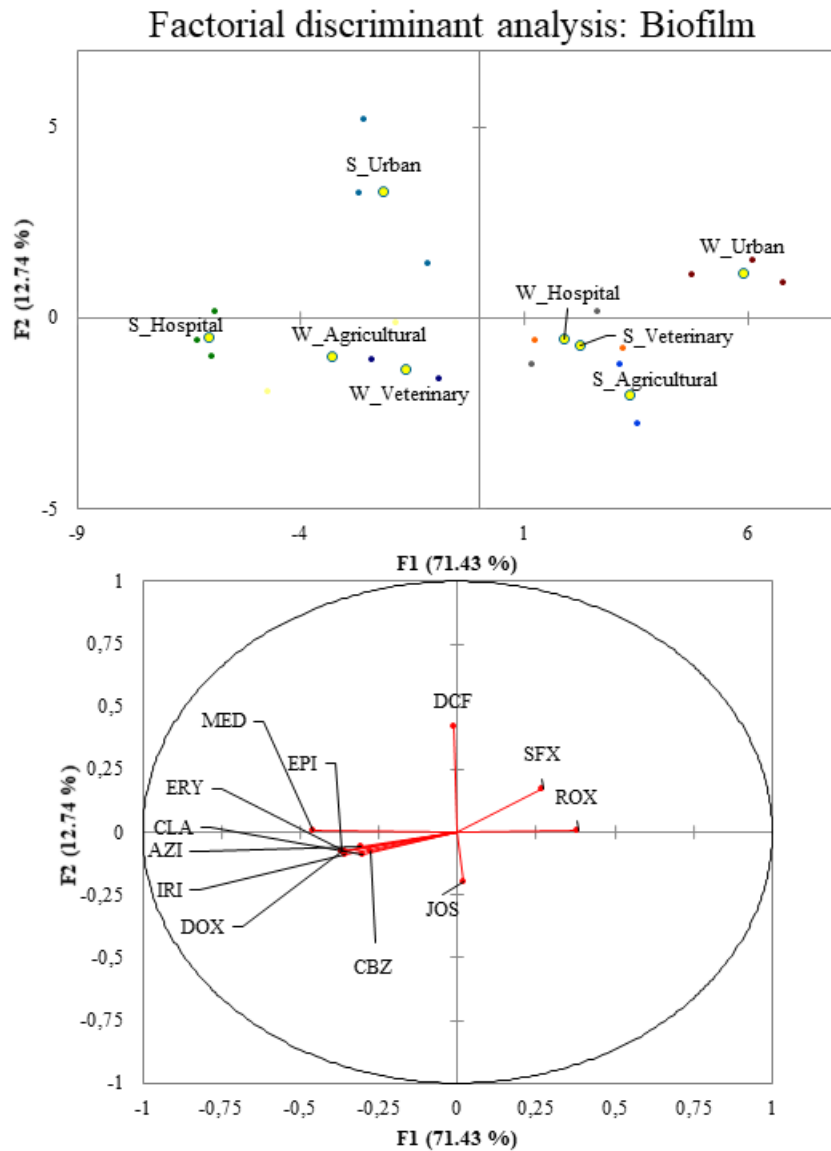 Factorial discriminant analysis: Biofilm
5
S_Urban
W_Urban
W_Hospital
S_Hospital
0
W_Agricultural
S_Veterinary
S_Agricultural
W_Veterinary
F2 (12.74 %)
-5
-9
-4
1
6
F1 (71.43 %)
1
0,75
DCF
MED
0,5
EPI
SFX
0,25
ERY
ROX
CLA
0
AZI
IRI
-0,25
JOS
DOX
CBZ
-0,5
-0,75
-1
F2 (12.74 %)
-1
-0,75
-0,5
-0,25
0
0,25
0,5
0,75
1
F1 (71.43 %)